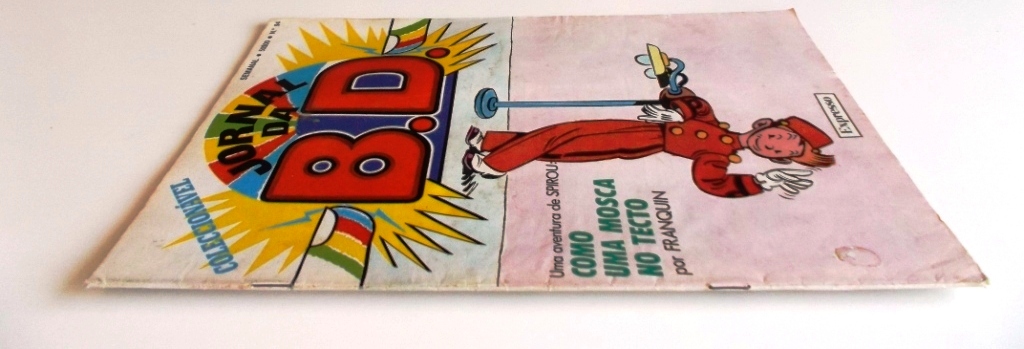 COLECCIONÁVEL
JORNAL
DA
B.D.
Uma aventura de SPIROU:
COMO
UMA MOSCA
NO TECTO
por FRANQUIN
Expresso